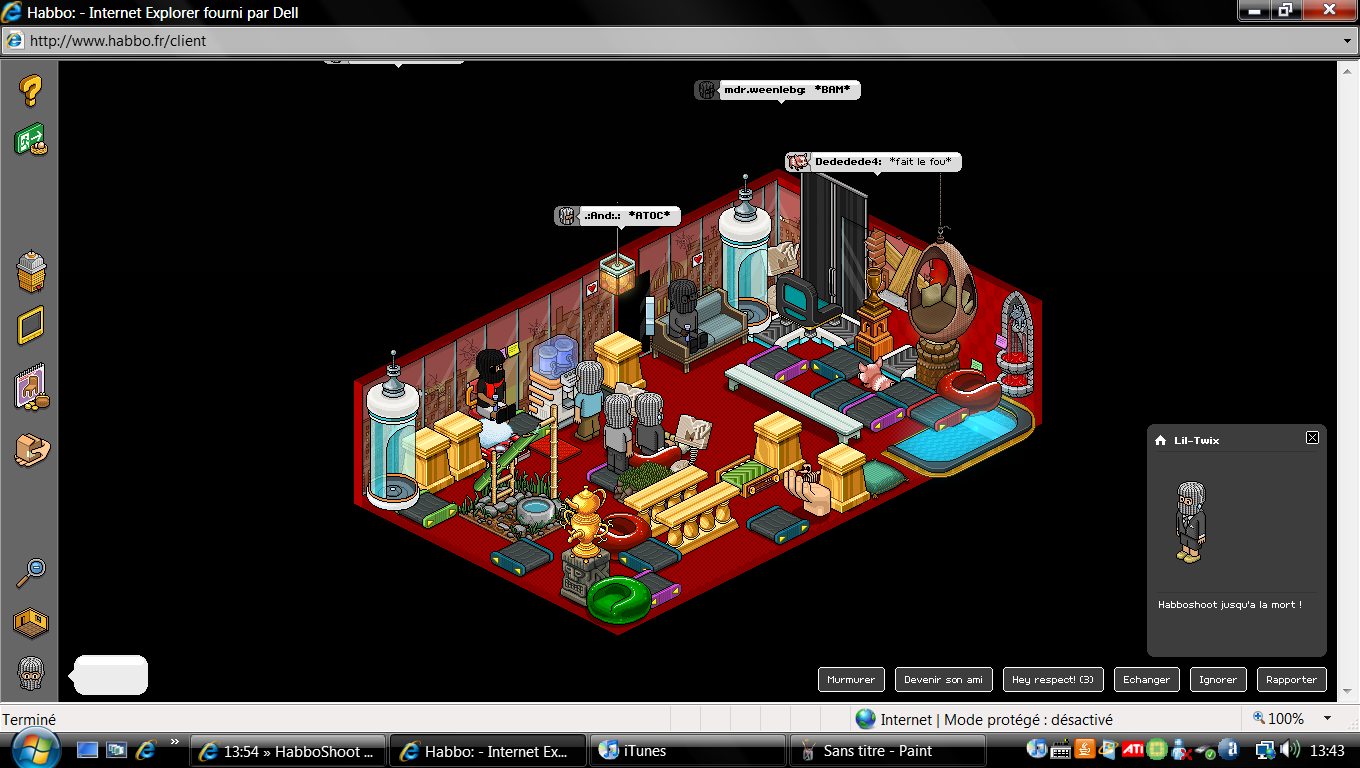 Habbo: - Internet Explorer fourni par Dell
http://www.habbo.fr/client
mdr.weenlebg: *BAM*
Dededede4: *fait le fou*
.:And:.: *ATOC*
Lil-Twix
Habboshoot jusqu'a la mort !
Murmurer
Devenir son ami
Hey respect! (3)
Echanger
Ignorer
Rapporter
Terminé
Internet | Mode protégé : désactivé
100%
13:54 » HabboShoot ...
Habbo: - Internet Ex...
iTunes
Sans titre - Paint
ATI
13:43